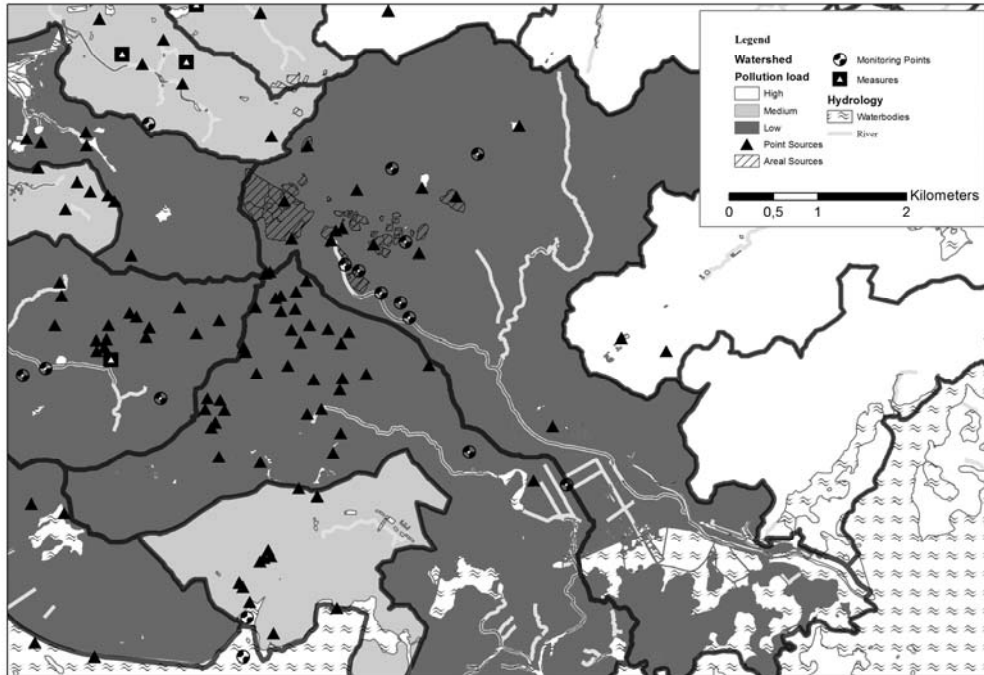 Legend
Watershed
Pollution load
High
Medium
Low
Point Sources
Areal Sources
Monitoring Points
Measures
Hydrology
Waterbodies
River
Kilometers
0 0,5 1 2